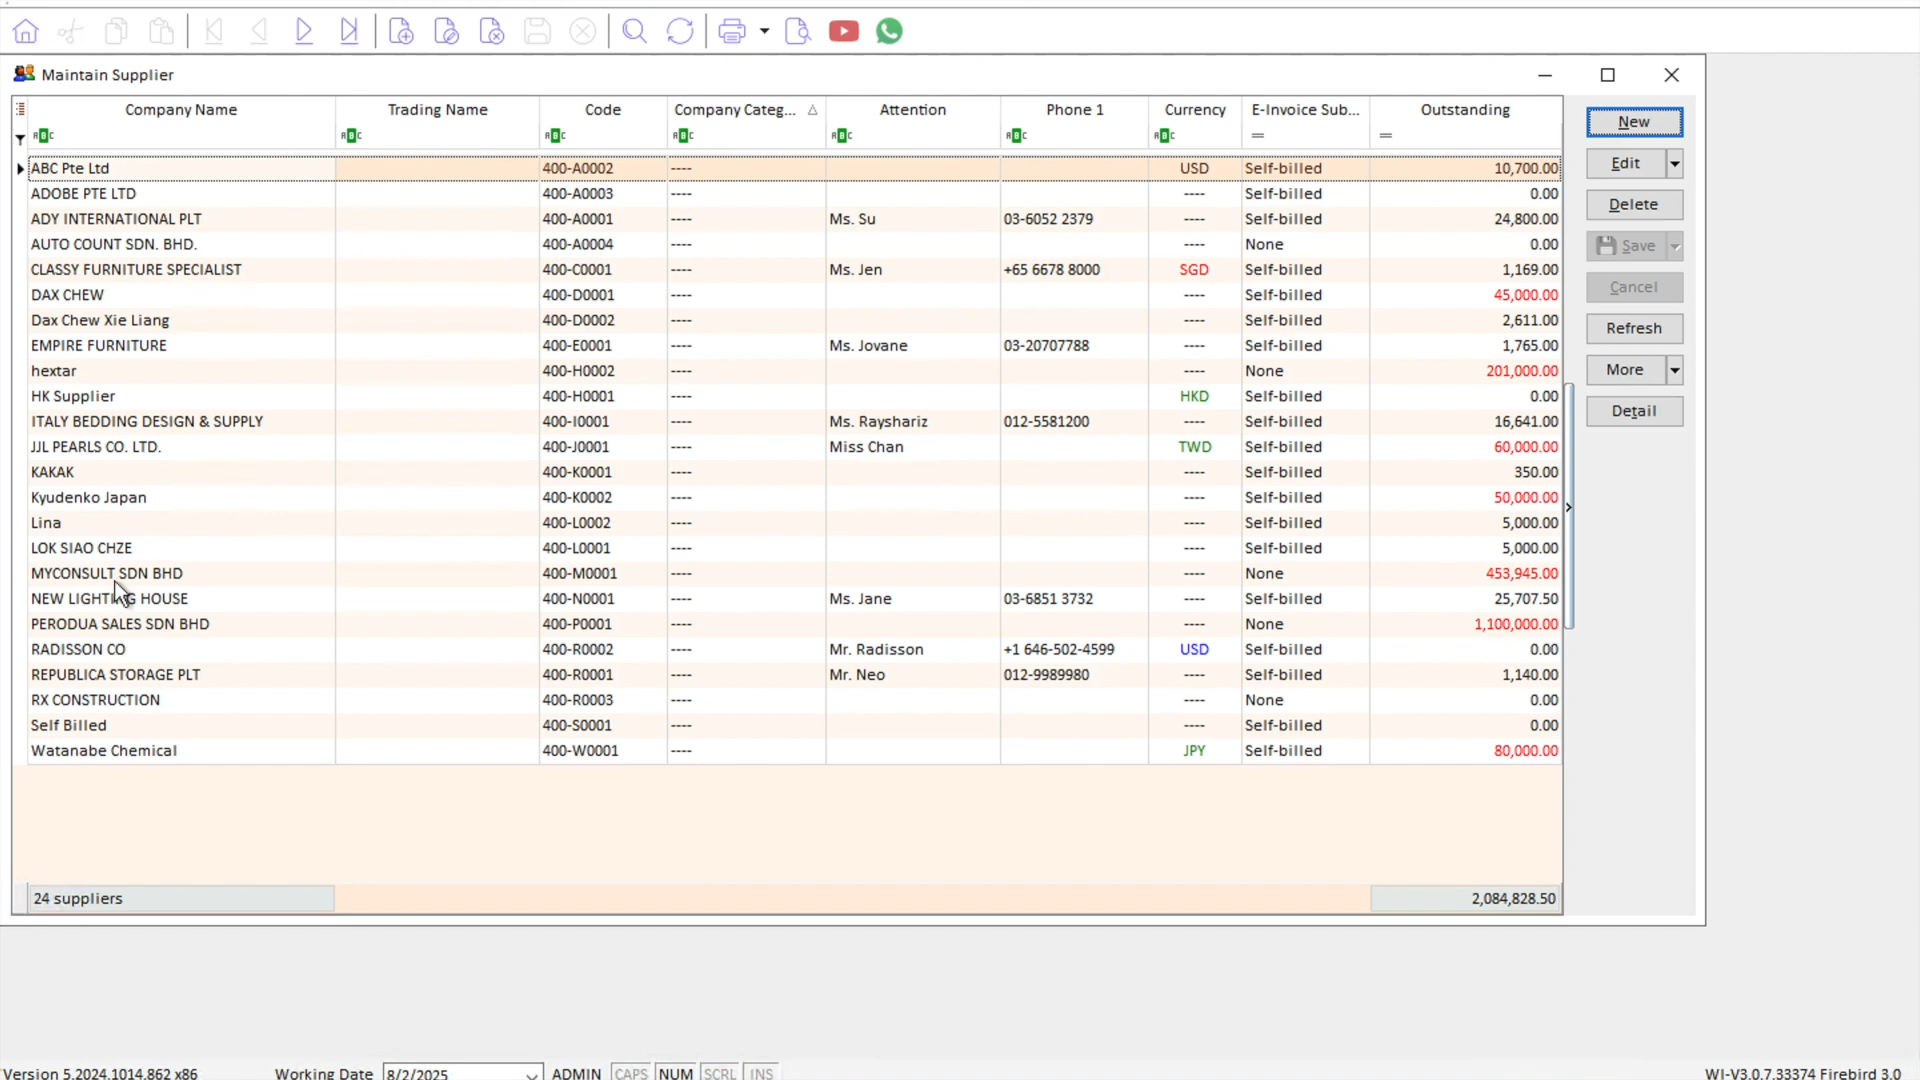 Maintain Supplier
Company Name Trading Name Code Company Categ... Attention Phone 1 Currency E-Invoice Sub... Outstanding
ABC ABC ABC ABC ABC ABC ABC = =
ABC Pte Ltd 400-A0002 ---- USD Self-billed 10,700.00
ADOBE PTE LTD 400-A0003 ---- Self-billed 0.00
ADY INTERNATIONAL PLT 400-A0001 ---- Ms. Su 03-6052 2379 ---- Self-billed 24,800.00
AUTO COUNT SDN. BHD. 400-A0004 ---- ---- None 0.00
CLASSY FURNITURE SPECIALIST 400-C0001 ---- Ms. Jen +65 6678 8000 SGD Self-billed 1,169.00
DAX CHEW 400-D0001 ---- ---- Self-billed 45,000.00
Dax Chew Xie Liang 400-D0002 ---- ---- Self-billed 2,611.00
EMPIRE FURNITURE 400-E0001 ---- Ms. Jovane 03-20707788 ---- Self-billed 1,765.00
hextar 400-H0002 ---- ---- None 201,000.00
HK Supplier 400-H0001 ---- HKD Self-billed 0.00
ITALY BEDDING DESIGN & SUPPLY 400-I0001 ---- Ms. Rayshariz 012-5581200 ---- Self-billed 16,641.00
JJL PEARLS CO. LTD. 400-J0001 ---- Miss Chan TWD Self-billed 60,000.00
KAKAK 400-K0001 ---- ---- Self-billed 350.00
Kyudenko Japan 400-K0002 ---- ---- Self-billed 50,000.00
Lina 400-L0002 ---- ---- Self-billed 5,000.00
LOK SIAO CHZE 400-L0001 ---- ---- Self-billed 5,000.00
MYCONSULT SDN BHD 400-M0001 ---- ---- None 453,945.00
NEW LIGHTING HOUSE 400-N0001 ---- Ms. Jane 03-6851 3732 ---- Self-billed 25,707.50
PERODUA SALES SDN BHD 400-P0001 ---- ---- None 1,100,000.00
RADISSON CO 400-R0002 ---- Mr. Radisson +1 646-502-4599 USD Self-billed 0.00
REPUBLICA STORAGE PLT 400-R0001 ---- Mr. Neo 012-9989980 ---- Self-billed 1,140.00
RX CONSTRUCTION 400-R0003 ---- ---- None 0.00
Self Billed 400-S0001 ---- ---- Self-billed 0.00
Watanabe Chemical 400-W0001 ---- JPY Self-billed 80,000.00
24 suppliers 2,084,828.50
New
Edit
Delete
Save
Cancel
Refresh
More
Detail
Version 5.2024.1014.862 x86 Working Date 8/2/2025 ADMIN CAPS NUM SCRL INS WI-V3.0.7.33374 Firebird 3.0